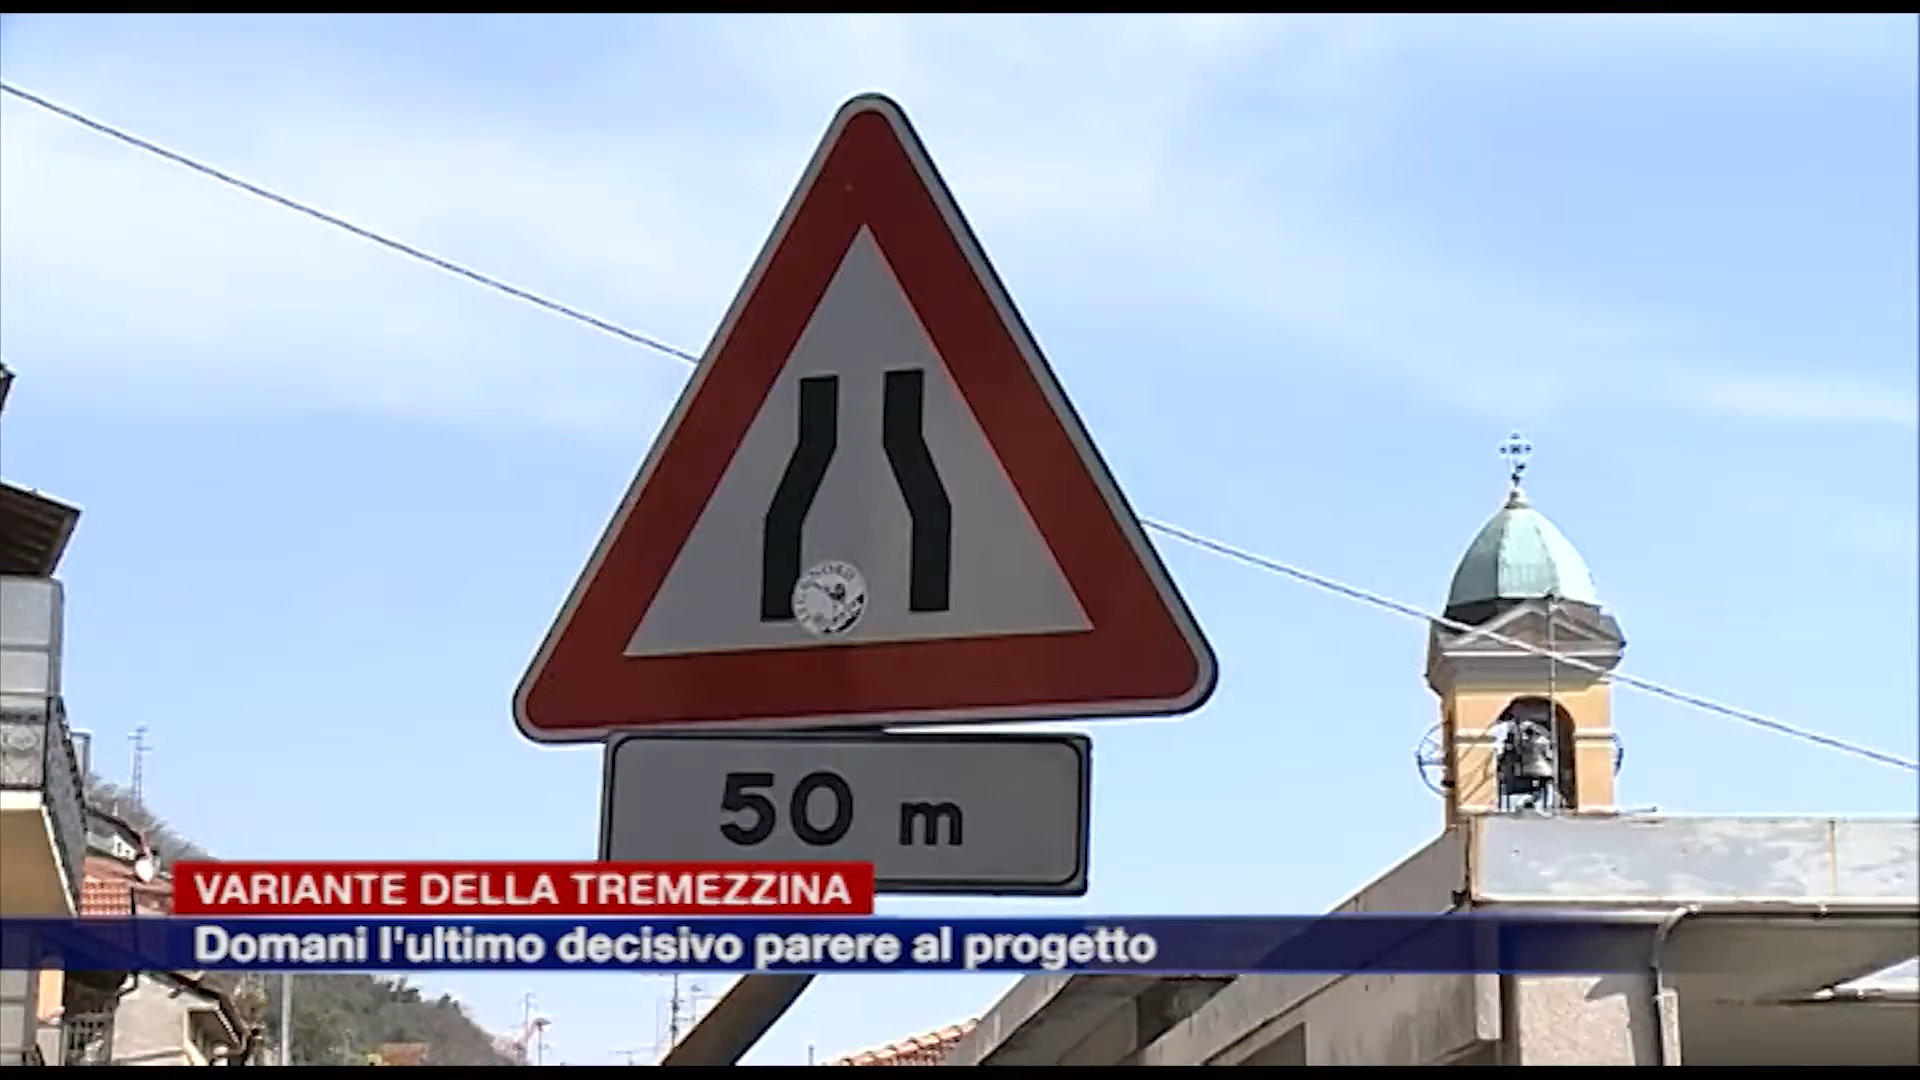 50 m
VARIANTE DELLA TREMEZZINA
Domani l'ultimo decisivo parere al progetto